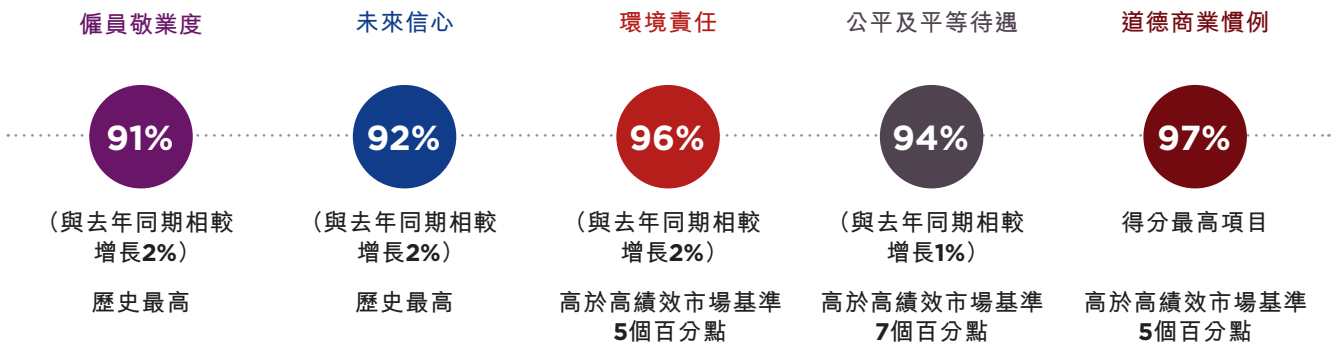 僱員敬業度
未來信心
環境責任
公平及平等待遇
道德商業慣例
91%
92%
96%
94%
97%
（與去年同期相較
增長2%）
（與去年同期相較
增長2%）
（與去年同期相較
增長2%）
（與去年同期相較
增長1%）
得分最高項目
歷史最高
歷史最高
高於高績效市場基準
5個百分點
高於高績效市場基準
7個百分點
高於高績效市場基準
5個百分點